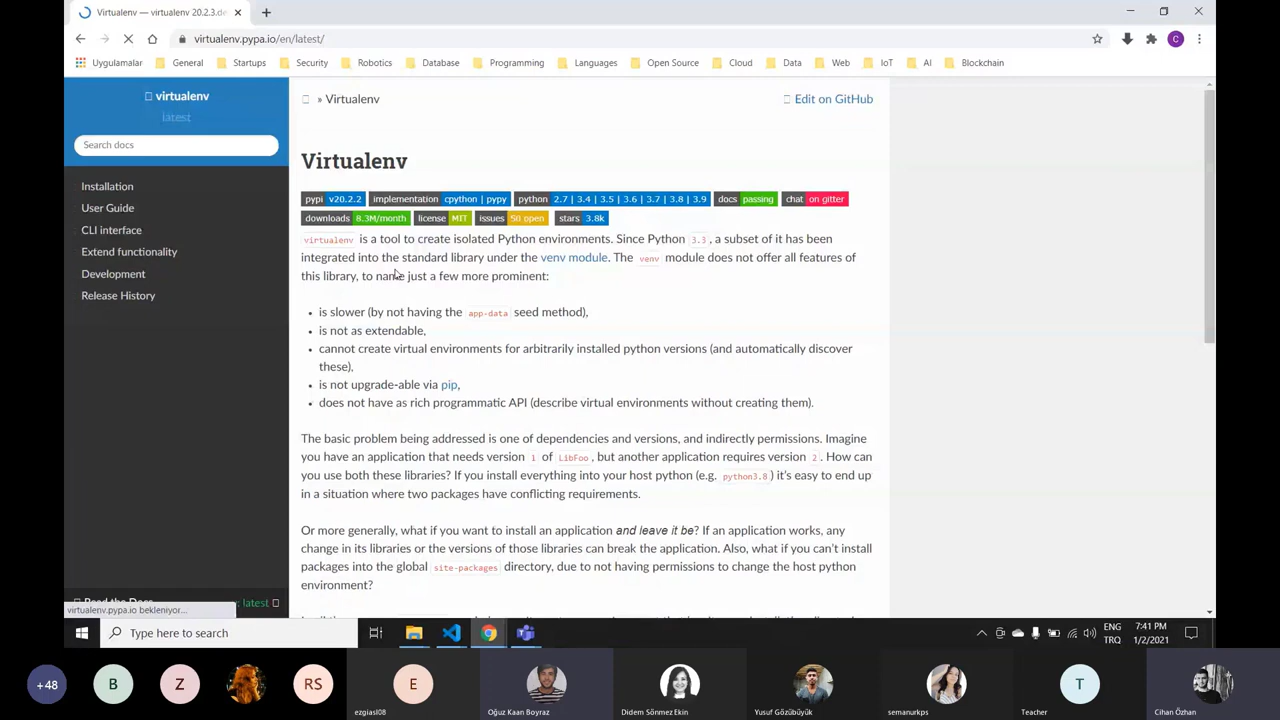 Virtualenv — virtualenv 20.2.3.de
virtualenv.pypa.io/en/latest/
C
Uygulamalar General Startups Security Robotics Database Programming Languages Open Source Cloud Data Web IoT AI Blockchain
virtualenv
latest
Search docs
Installation
User Guide
CLI interface
Extend functionality
Development
Release History
» Virtualenv
Edit on GitHub
Virtualenv
pypi v20.2.2 implementation cpython | pypy python 2.7 | 3.4 | 3.5 | 3.6 | 3.7 | 3.8 | 3.9 docs passing chat on gitter
downloads 8.3M/month license MIT issues 50 open stars 3.8k
virtualenv is a tool to create isolated Python environments. Since Python 3.3, a subset of it has been
integrated into the standard library under the venv module. The venv module does not offer all features of
this library, to name just a few more prominent:
• is slower (by not having the app-data seed method),
• is not as extendable,
• cannot create virtual environments for arbitrarily installed python versions (and automatically discover
these),
• is not upgrade-able via pip,
• does not have as rich programmatic API (describe virtual environments without creating them).
The basic problem being addressed is one of dependencies and versions, and indirectly permissions. Imagine
you have an application that needs version 1 of LibFoo, but another application requires version 2. How can
you use both these libraries? If you install everything into your host python (e.g. python3.8) it's easy to end up
in a situation where two packages have conflicting requirements.
Or more generally, what if you want to install an application and leave it be? If an application works, any
change in its libraries or the versions of those libraries can break the application. Also, what if you can't install
packages into the global site-packages directory, due to not having permissions to change the host python
environment?
Read the Docs
: latest
virtualenv.pypa.io bekleniyor...
Type here to search
ENG
TRQ
7:41 PM
1/2/2021
+48
B
Z
RS
E
T
ezgiasl08
Oğuz Kaan Boyraz
Didem Sönmez Ekin
Yusuf Gözübüyük
semanurkps
Teacher
Cihan Özhan